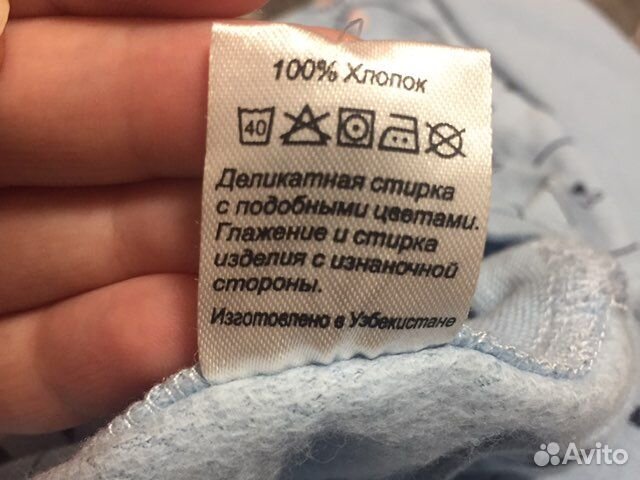 100% Хлопок
40
Деликатная стирка
с подобными цветами.
Глажение и стирка
изделия с изнаночной
стороны.
Изготовлено в Узбекистане
Avito